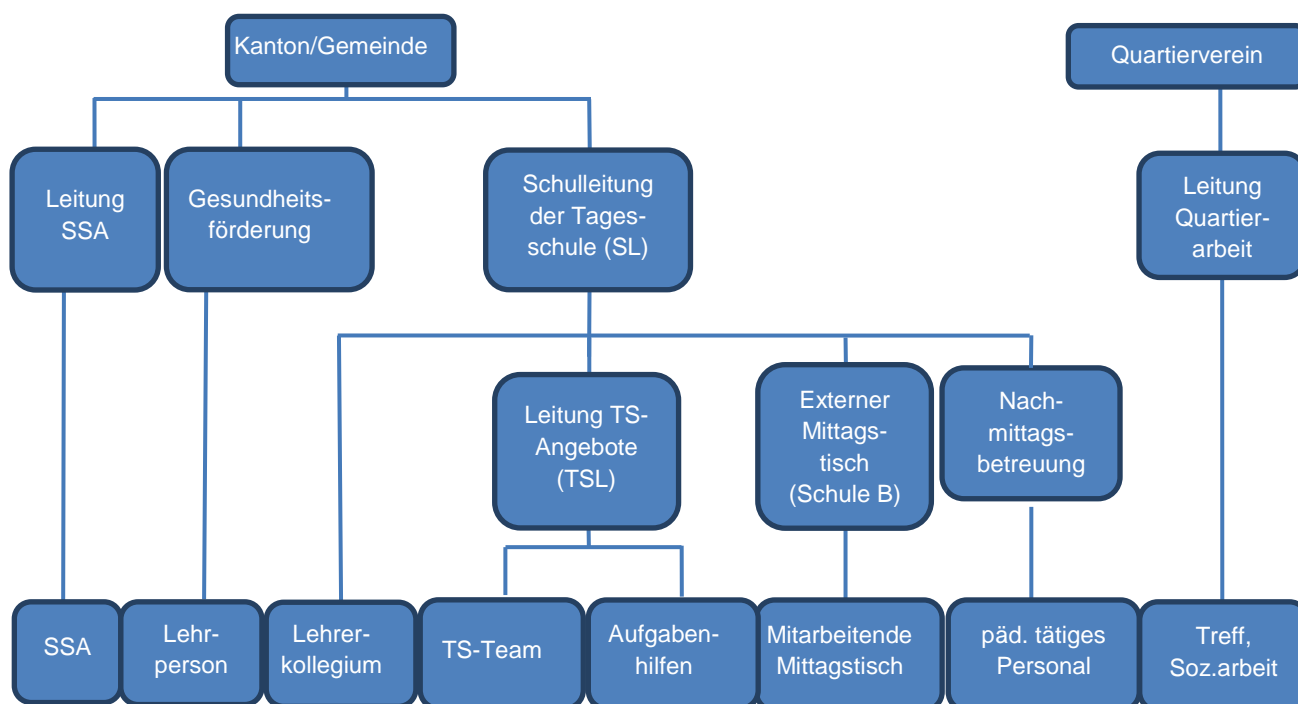 Kanton/Gemeinde
Quartierverein
Leitung
SSA
Gesundheits-
förderung
Schulleitung
der Tages-
schule (SL)
Leitung
Quartier-
arbeit
Leitung TS-
Angebote
(TSL)
Externer
Mittags-
tisch
(Schule B)
Nach-
mittags-
betreuung
SSA
Lehr-
person
Lehrer-
kollegium
TS-Team
Aufgaben-
hilfen
Mitarbeitende
Mittagstisch
päd. tätiges
Personal
Treff,
Soz.arbeit